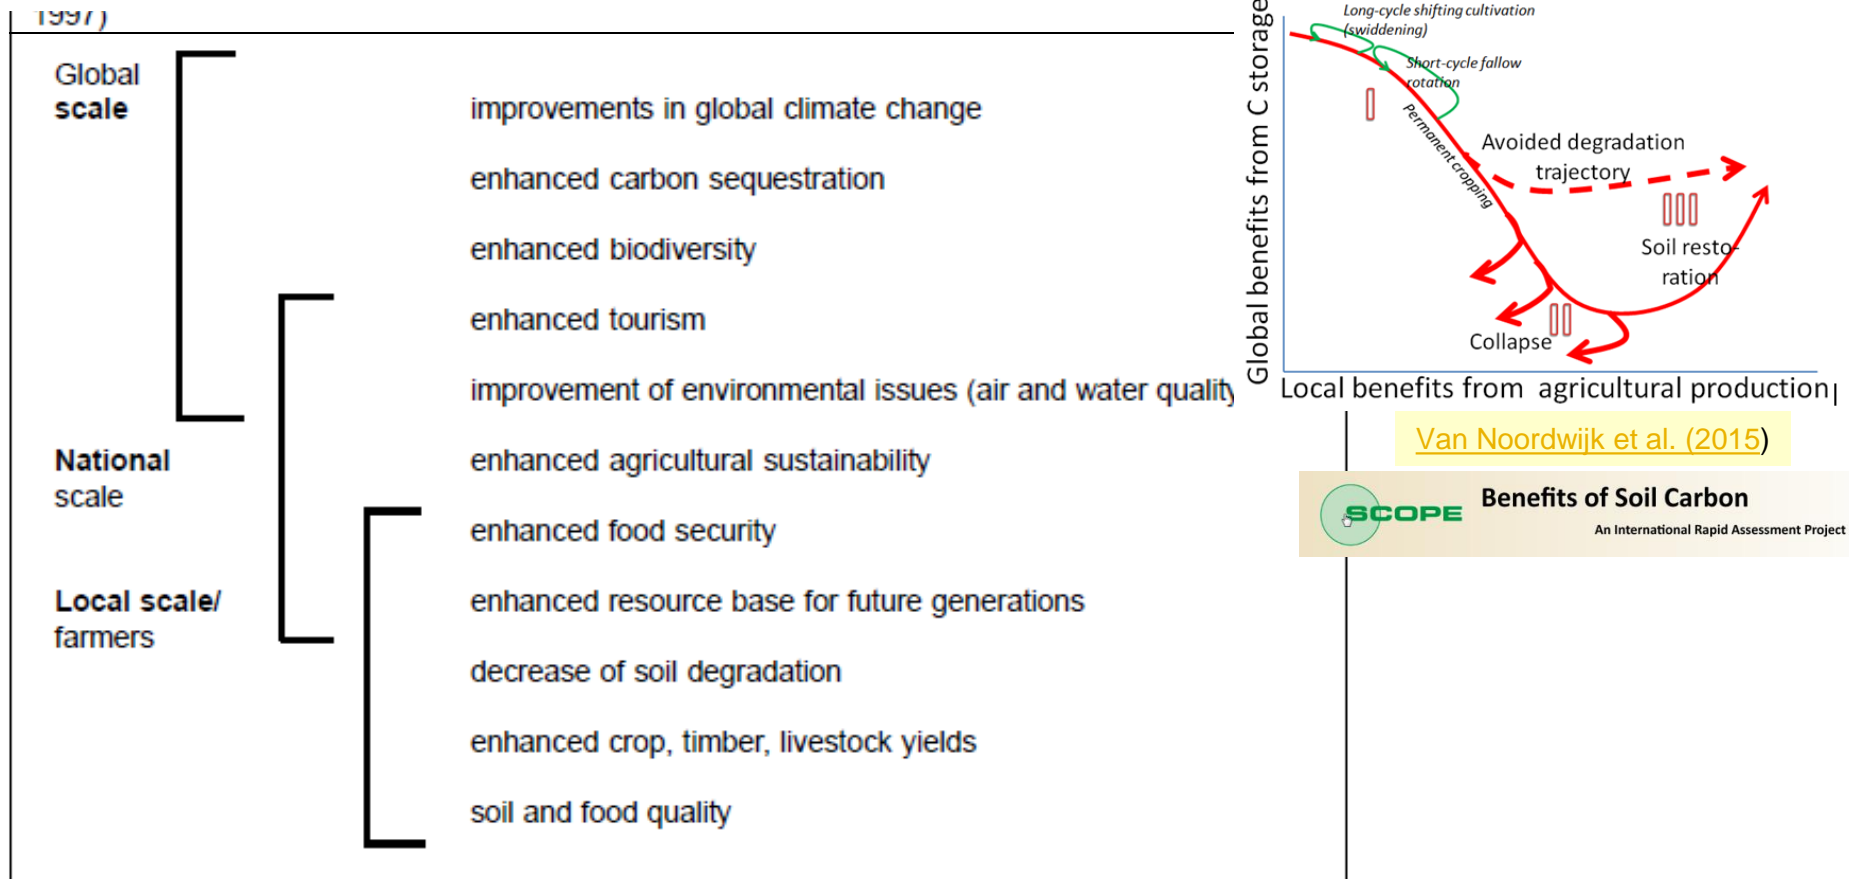 1997)
Global
scale
improvements in global climate change
enhanced carbon sequestration
enhanced biodiversity
enhanced tourism
improvement of environmental issues (air and water quality
National
scale
enhanced agricultural sustainability
enhanced food security
Local scale/
farmers
enhanced resource base for future generations
decrease of soil degradation
enhanced crop, timber, livestock yields
soil and food quality
Global benefits from C storage
Long-cycle shifting cultivation
(swiddening)
Short-cycle fallow
rotation
I
Permanent cropping
Avoided degradation
trajectory
III
Soil resto-
ration
II
Collapse
Local benefits from agricultural production
Van Noordwijk et al. (2015)
SCOPE
Benefits of Soil Carbon
An International Rapid Assessment Project